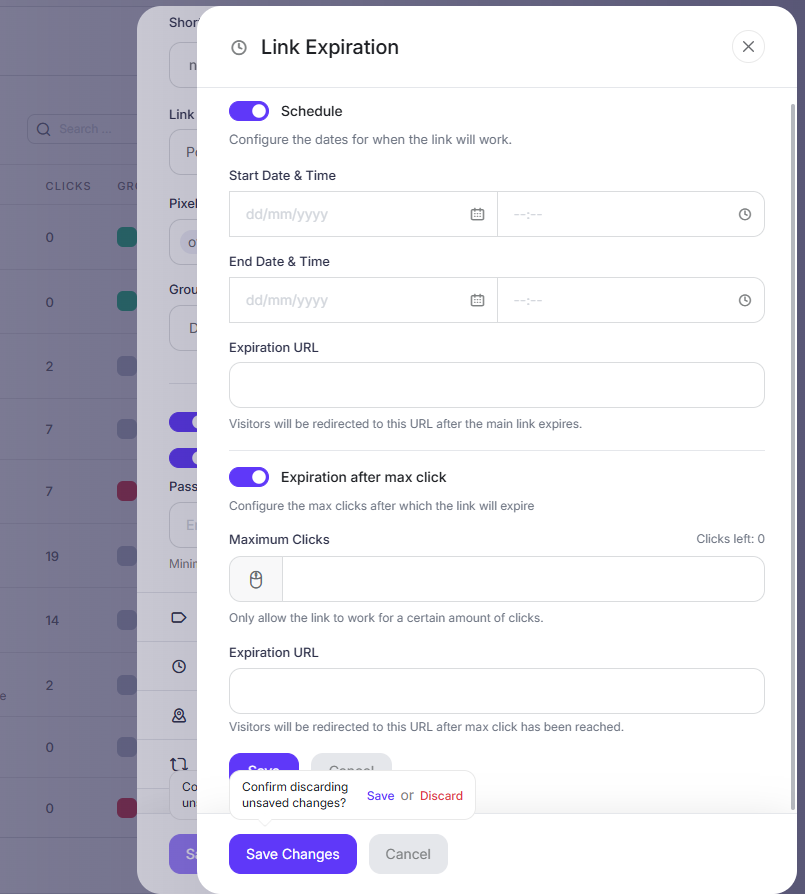 Search ...
CLICKS
GR
0
0
2
7
7
19
14
2
0
0
e
Shor
n
Link
Po
Pixel
o
Grou
D
Pass
En
Minin
Co
un
Sa
Link Expiration
Schedule
Configure the dates for when the link will work.
Start Date & Time
dd/mm/yyyy
--:--
End Date & Time
dd/mm/yyyy
--:--
Expiration URL
Visitors will be redirected to this URL after the main link expires.
Expiration after max click
Configure the max clicks after which the link will expire
Maximum Clicks
Clicks left: 0
Only allow the link to work for a certain amount of clicks.
Expiration URL
Visitors will be redirected to this URL after max click has been reached.
Save
Cancel
Confirm discarding
unsaved changes?
Save or Discard
Save Changes
Cancel